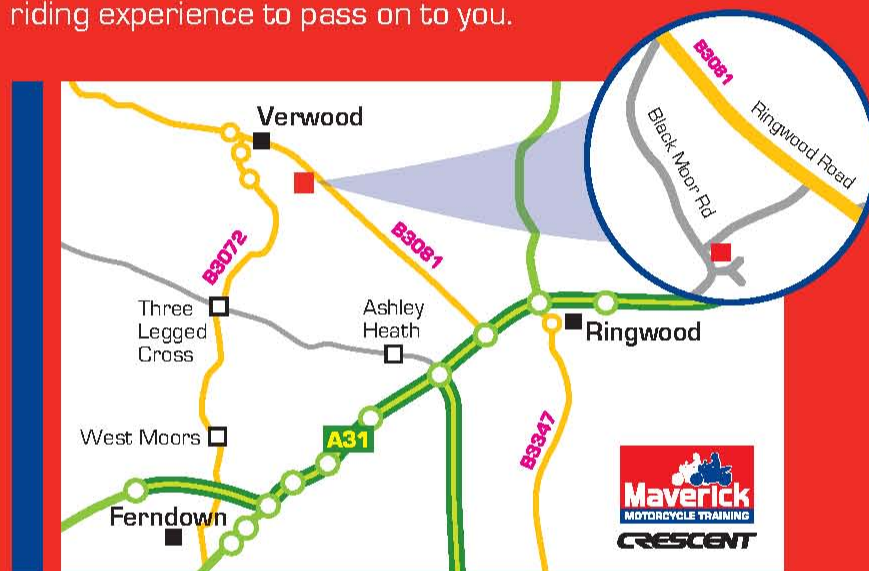 riding experience to pass on to you.
B3081
Ringwood Road
Black Moor Rd
Verwood
B3072
B3081
Three
Legged
Cross
Ashley
Heath
Ringwood
West Moors
A31
B3347
Ferndown
Maverick
MOTORCYCLE TRAINING
CRESCENT